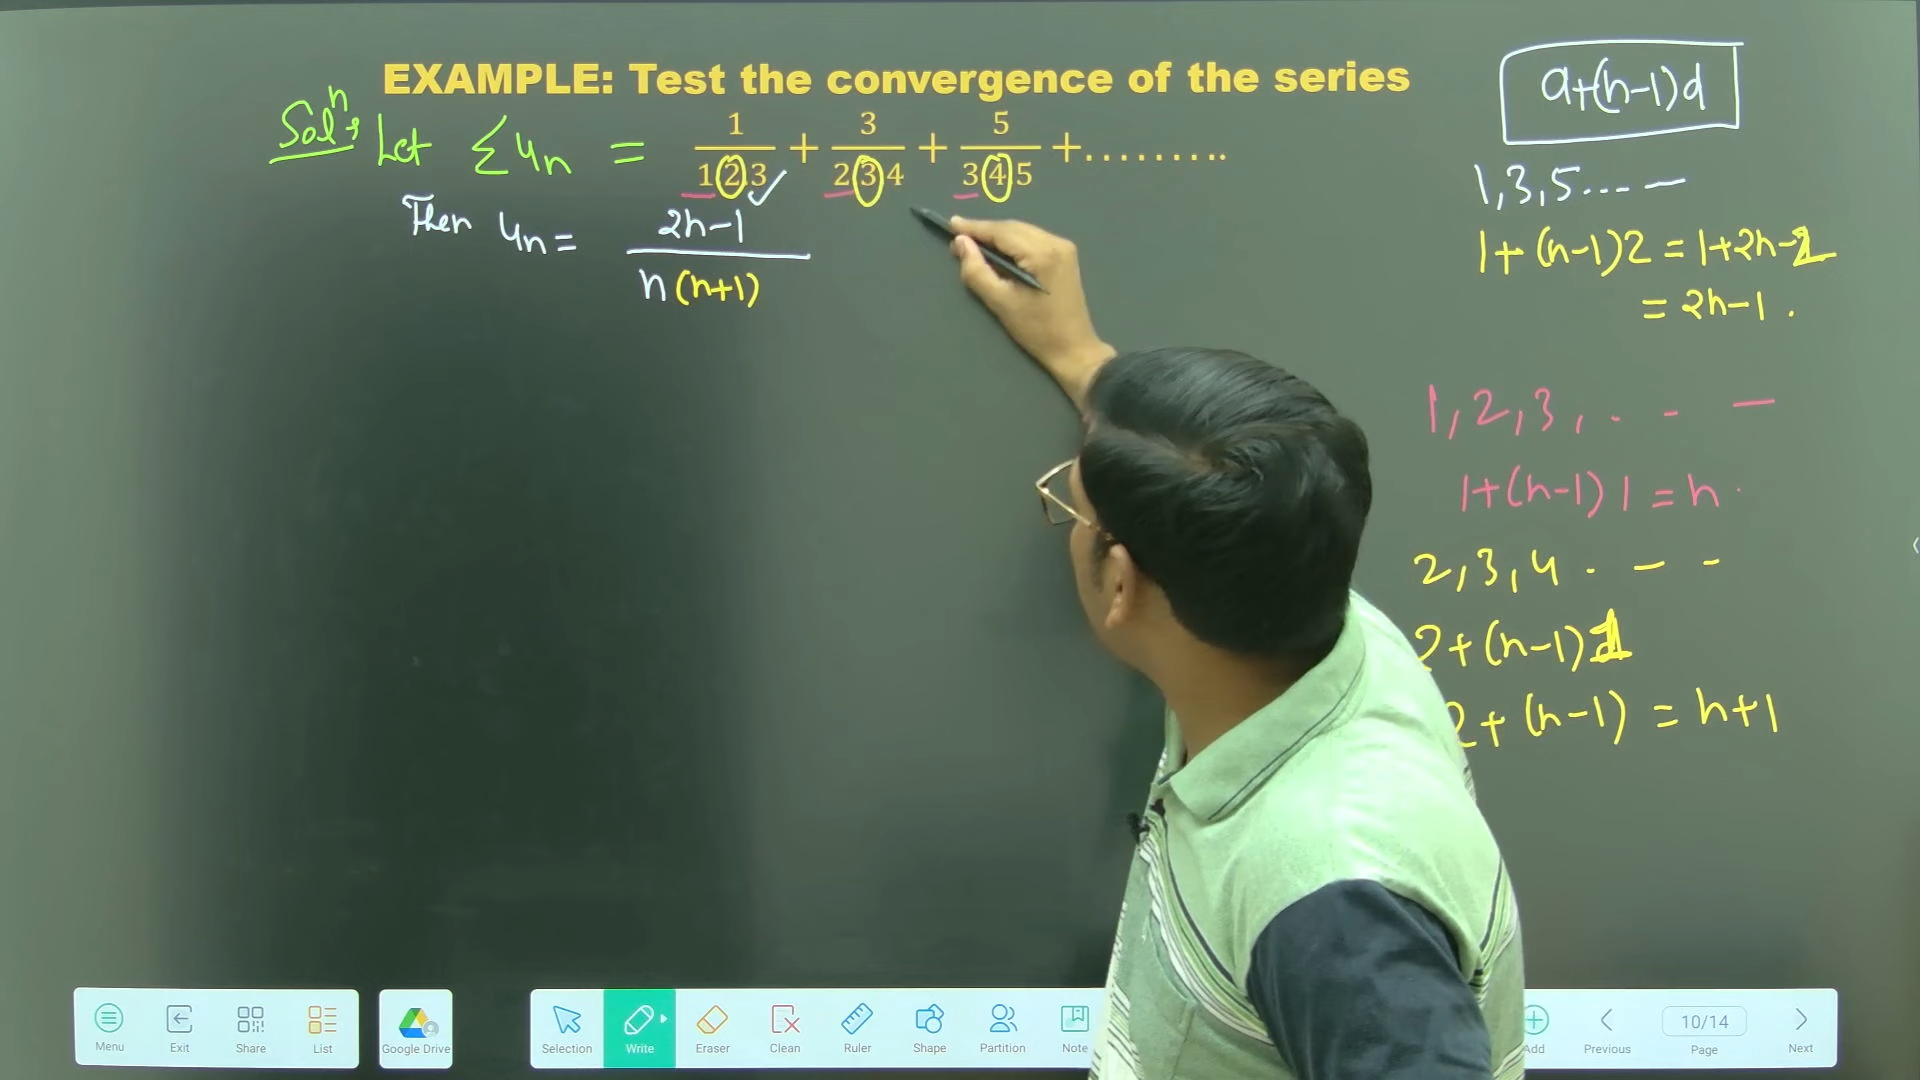 EXAMPLE: Test the convergence of the series
Solⁿ: Let Σuₙ = 1/1.2.3 + 3/2 3 4 + 5/3 4 5 +.........
Then uₙ = 2n-1/n(n+1)
a+(n-1)d
1,3,5...-
1+(n-1)2 = 1+2n-2
= 2n-1.
1,2,3,. - -
1+(n-1)1 = n.
2,3,4 . - -
2+(n-1)1
2+(n-1) = n+1
Menu
Exit
Share
List
Google Drive
Selection
Write
Eraser
Clean
Ruler
Shape
Partition
Note
Add
Previous
10/14
Page
Next